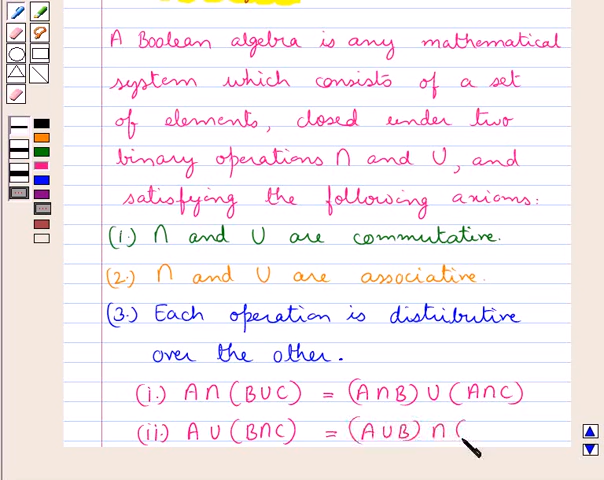 A Boolean algebra is any mathematical
system which consists of a set
of elements, closed under two
binary operations ∩ and ∪, and
satisfying the following axioms:
(1.) ∩ and ∪ are commutative.
(2.) ∩ and ∪ are associative.
(3.) Each operation is distributive
over the other.
(i.) A∩(B∪C) = (A∩B)∪(A∩C)
(ii.) A∪(B∩C) = (A∪B)∩(